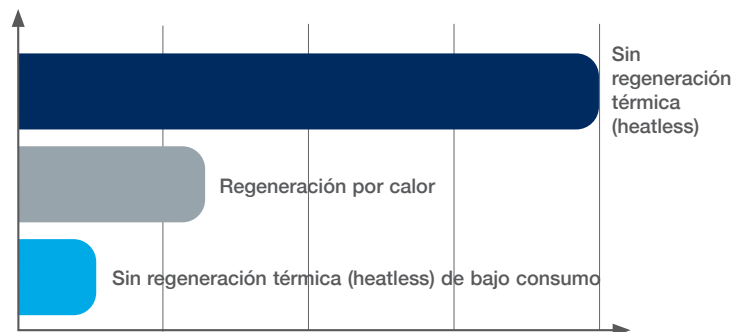 Sin
regeneración
térmica
(heatless)
Regeneración por calor
Sin regeneración térmica (heatless) de bajo consumo